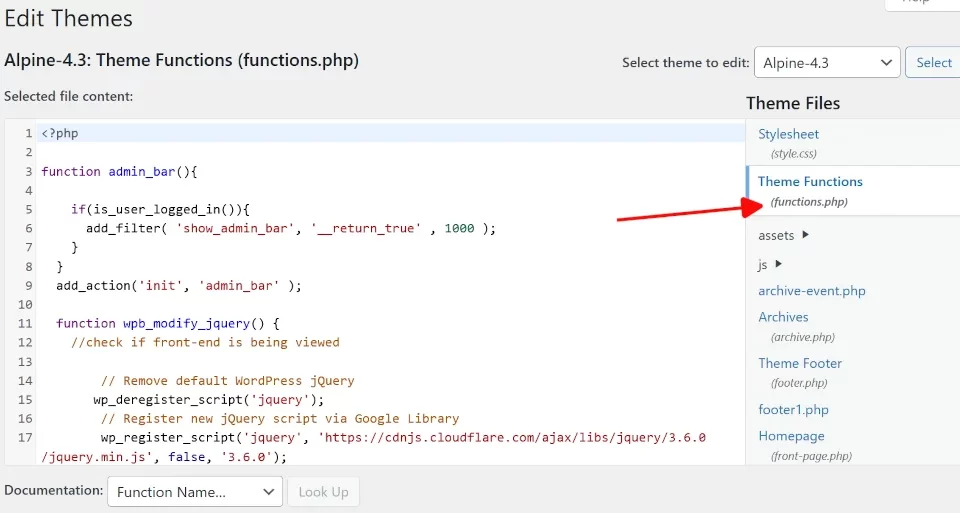 Help
Edit Themes
Alpine-4.3: Theme Functions (functions.php)
Select theme to edit: Alpine-4.3 Select
Selected file content:
1 <?php
2
3 function admin_bar(){
4
5 if(is_user_logged_in()){
6 add_filter( 'show_admin_bar', '__return_true' , 1000 );
7 }
8 }
9 add_action('init', 'admin_bar' );
10
11 function wpb_modify_jquery() {
12 //check if front-end is being viewed
13
14 // Remove default WordPress jQuery
15 wp_deregister_script('jquery');
16 // Register new jQuery script via Google Library
17 wp_register_script('jquery', 'https://cdnjs.cloudflare.com/ajax/libs/jquery/3.6.0
/jquery.min.js', false, '3.6.0');
Theme Files
Stylesheet
(style.css)
Theme Functions
(functions.php)
assets
js
archive-event.php
Archives
(archive.php)
Theme Footer
(footer.php)
footer1.php
Homepage
(front-page.php)
Documentation: Function Name... Look Up